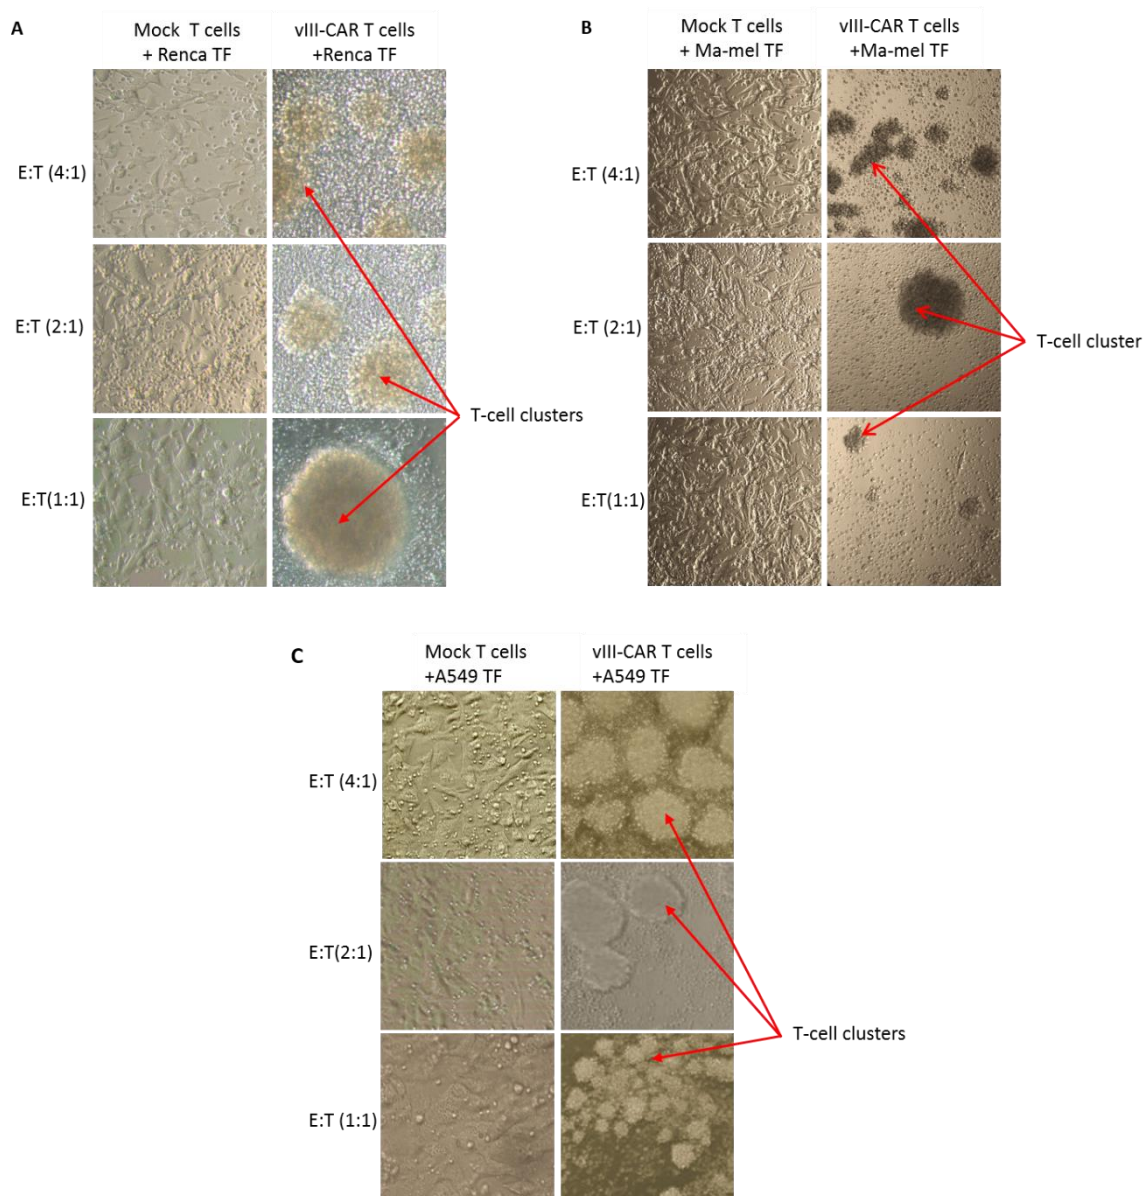 A
Mock T cells
+ Renca TF
vIII-CAR T cells
+Renca TF
E:T (4:1)
E:T (2:1)
E:T(1:1)
T-cell clusters
B
Mock T cells
+ Ma-mel TF
vIII-CAR T cells
+Ma-mel TF
E:T (4:1)
E:T (2:1)
E:T(1:1)
T-cell cluster
C
Mock T cells
+A549 TF
vIII-CAR T cells
+A549 TF
E:T (4:1)
E:T(2:1)
E:T (1:1)
T-cell clusters